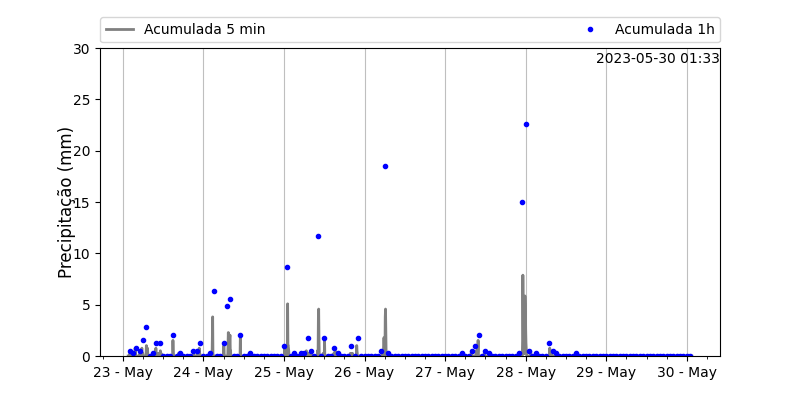 Acumulada 5 min
Acumulada 1h
2023-05-30 01:33
Precipitação (mm)
30
25
20
15
10
5
0
23 - May
24 - May
25 - May
26 - May
27 - May
28 - May
29 - May
30 - May